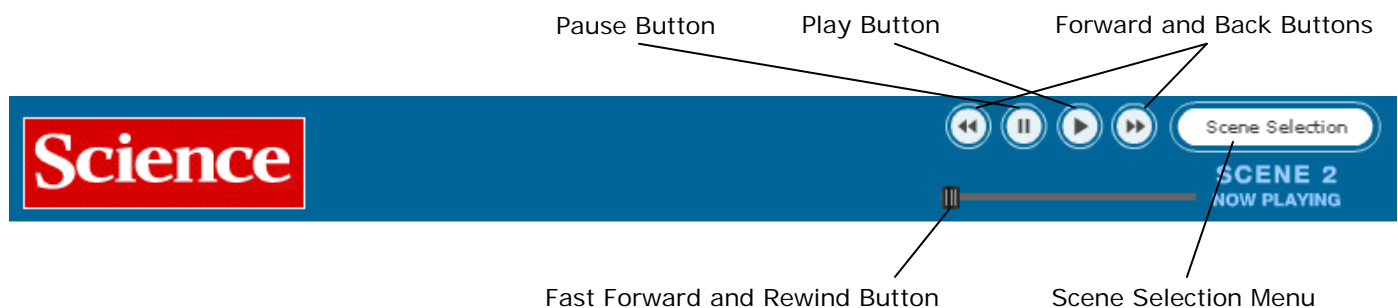 Pause Button Play Button Forward and Back Buttons
Science
Scene Selection
SCENE 2
NOW PLAYING
Fast Forward and Rewind Button Scene Selection Menu